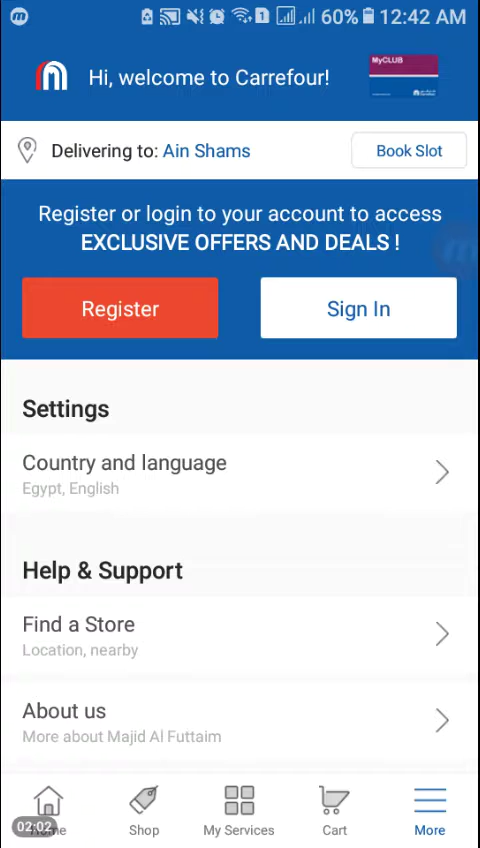 60% 12:42 AM
Hi, welcome to Carrefour!
MyCLUB
Delivering to: Ain Shams
Book Slot
Register or login to your account to access
EXCLUSIVE OFFERS AND DEALS !
Register
Sign In
Settings
Country and language
Egypt, English
Help & Support
Find a Store
Location, nearby
About us
More about Majid Al Futtaim
02:02
Shop
My Services
Cart
More